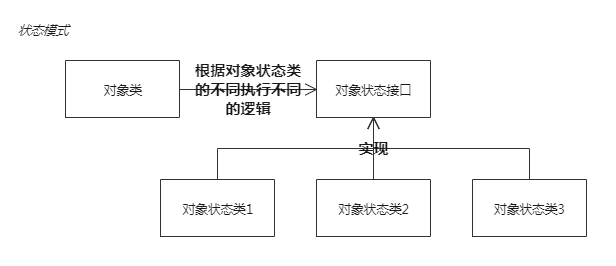 状态模式
根据对象状态类
对象类
的不同执行不同
对象状态接口
的逻辑
实现
对象状态类1
对象状态类2
对象状态类3